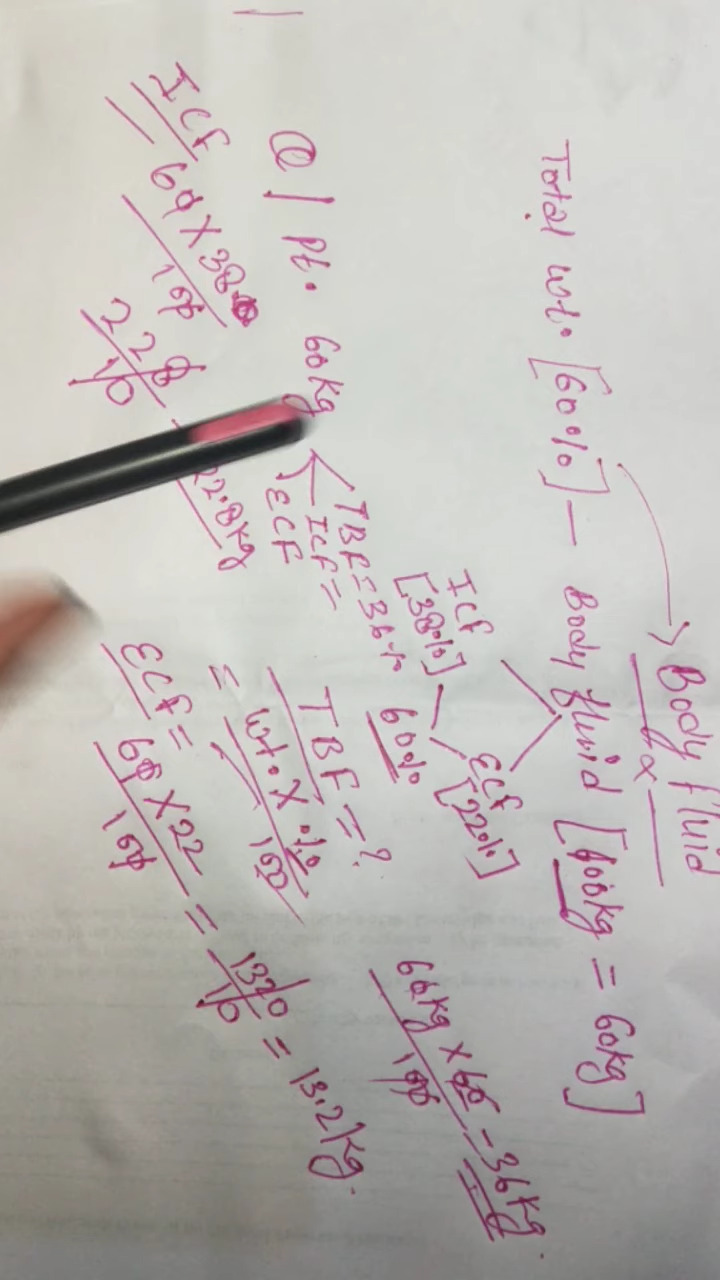 Body fluid
x
Total wt. [60%] — Body fluid [100kg = 60kg]
ICF
[38%]
ECF
[22%]
60%
Q/ Pt. 60kg
TBF = 36%
ICF =
ECF
TBF = ?
= wt. X %
100
60kg x 60
100
= 36kg
ICF
60 X 38
100
228
10
22.8kg
ECF =
60 X 22
100
= 1320
10
= 13.2kg.